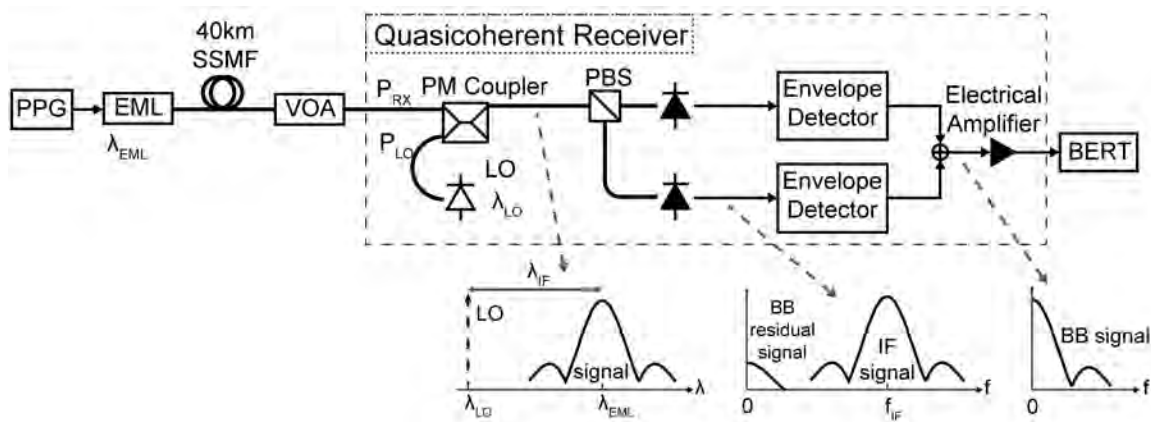 Quasicoherent Receiver
40km
SSMF
PPG
EML
λEML
VOA
PRX
PM Coupler
PLO
LO
λLO
PBS
Envelope
Detector
Envelope
Detector
Electrical
Amplifier
BERT
λIF
LO
signal
λLO
λEML
λ
BB
residual
signal
IF
signal
0
fIF
f
BB signal
0
f